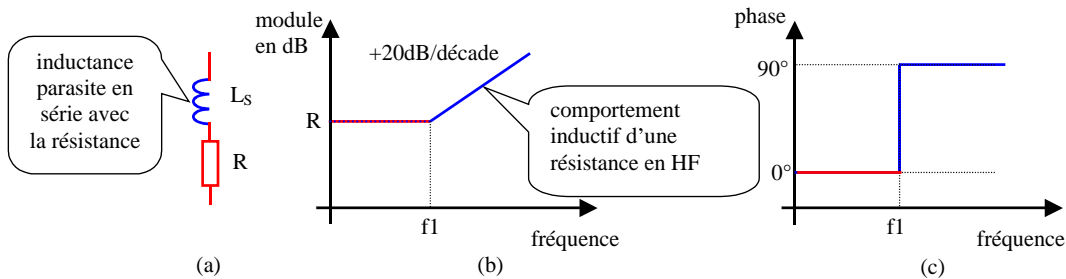 inductance
parasite en
série avec
la résistance
LS
R
(a)
module
en dB
+20dB/décade
R
comportement
inductif d’une
résistance en HF
f1
fréquence
(b)
phase
90°
0°
f1
fréquence
(c)